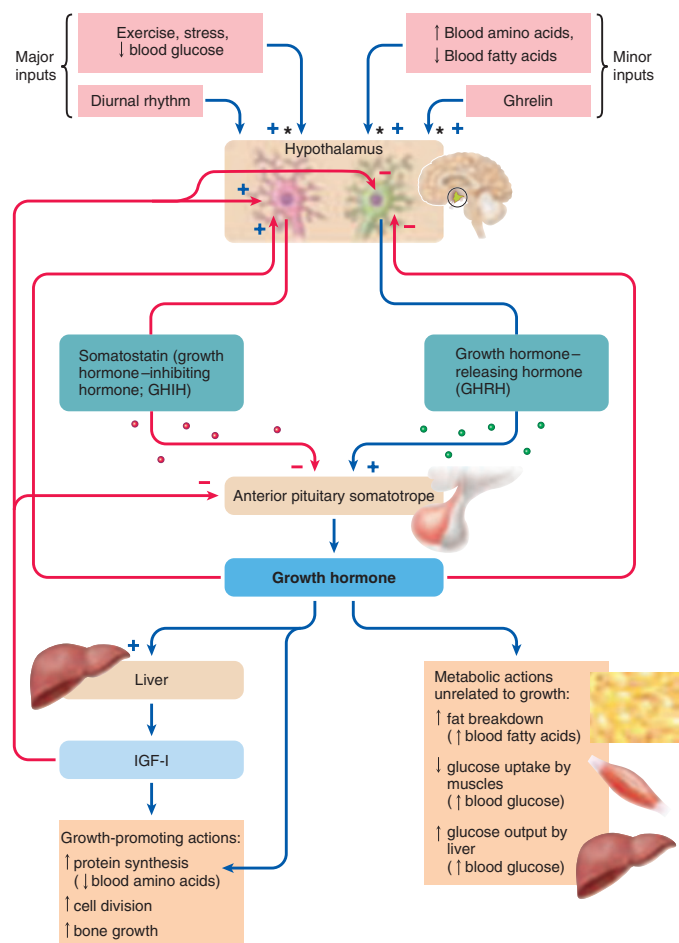 Major
inputs
Exercise, stress,
↓ blood glucose
Diurnal rhythm
↑ Blood amino acids,
↓ Blood fatty acids
Ghrelin
Minor
inputs
+ *
* +
* +
Hypothalamus
−
+
+
−
Somatostatin (growth
hormone–inhibiting
hormone; GHIH)
Growth hormone–
releasing hormone
(GHRH)
−
+
−
Anterior pituitary somatotrope
Growth hormone
+
Liver
IGF-I
Growth-promoting actions:
↑ protein synthesis
(↓ blood amino acids)
↑ cell division
↑ bone growth
Metabolic actions
unrelated to growth:
↑ fat breakdown
(↑ blood fatty acids)
↓ glucose uptake by
muscles
(↑ blood glucose)
↑ glucose output by
liver
(↑ blood glucose)